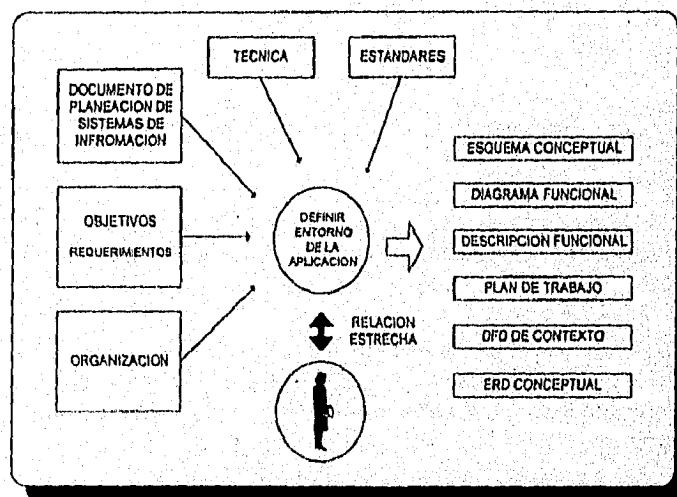 TECNICA
ESTANDARES
DOCUMENTO DE
PLANEACION DE
SISTEMAS DE
INFROMACION
OBJETIVOS
REQUERIMIENTOS
ORGANIZACION
DEFINIR
ENTORNO
DE LA
APLICACION
RELACION
ESTRECHA
ESQUEMA CONCEPTUAL
DIAGRAMA FUNCIONAL
DESCRIPCION FUNCIONAL
PLAN DE TRABAJO
DFD DE CONTEXTO
ERD CONCEPTUAL